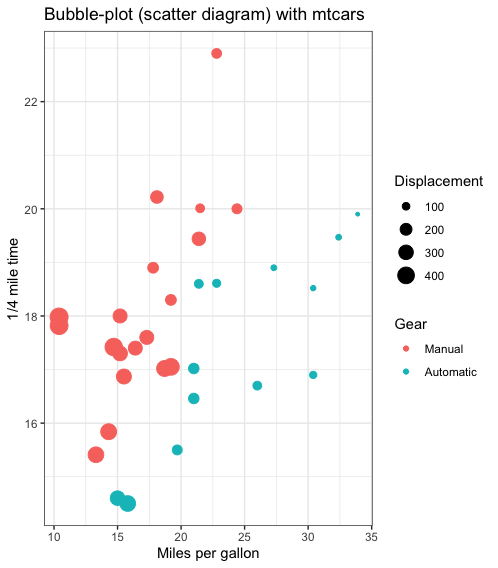 Bubble-plot (scatter diagram) with mtcars
1/4 mile time
22
20
18
16
10 15 20 25 30 35
Miles per gallon
Displacement
100
200
300
400
Gear
Manual
Automatic